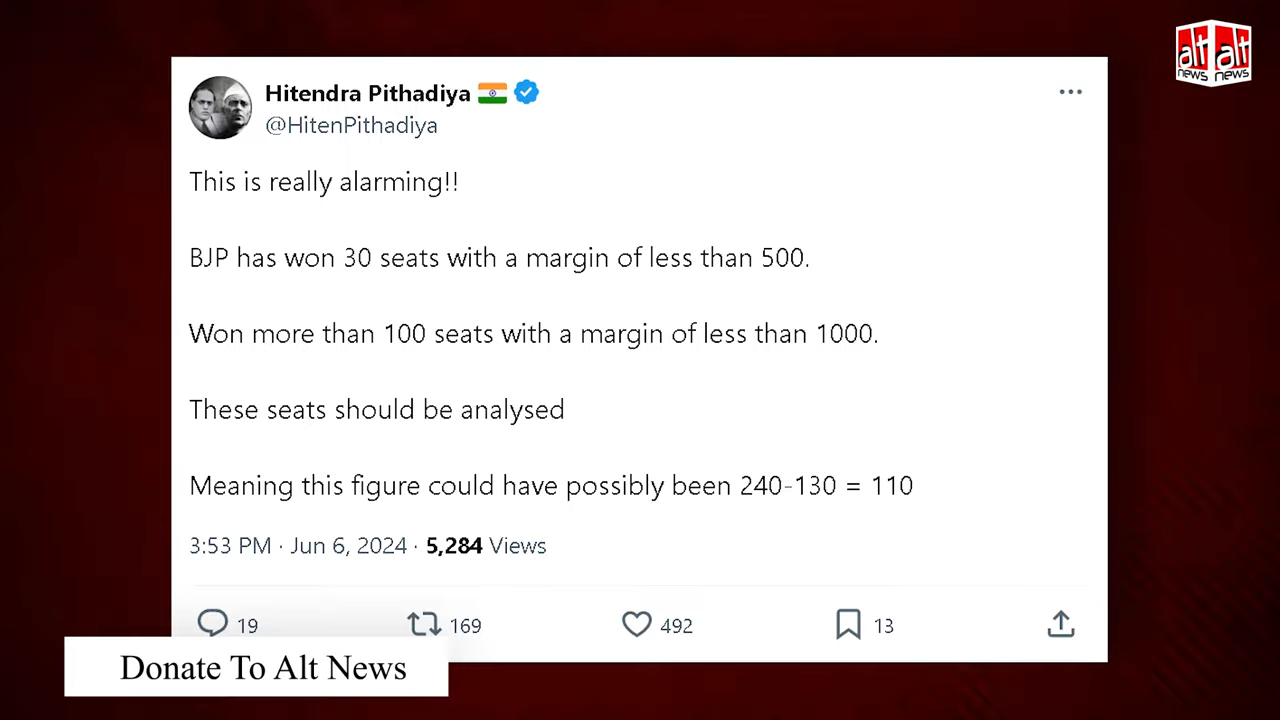 alt alt
news news
Hitendra Pithadiya
@HitenPithadiya
This is really alarming!!
BJP has won 30 seats with a margin of less than 500.
Won more than 100 seats with a margin of less than 1000.
These seats should be analysed
Meaning this figure could have possibly been 240-130 = 110
3:53 PM · Jun 6, 2024 · 5,284 Views
19 169 492 13
Donate To Alt News